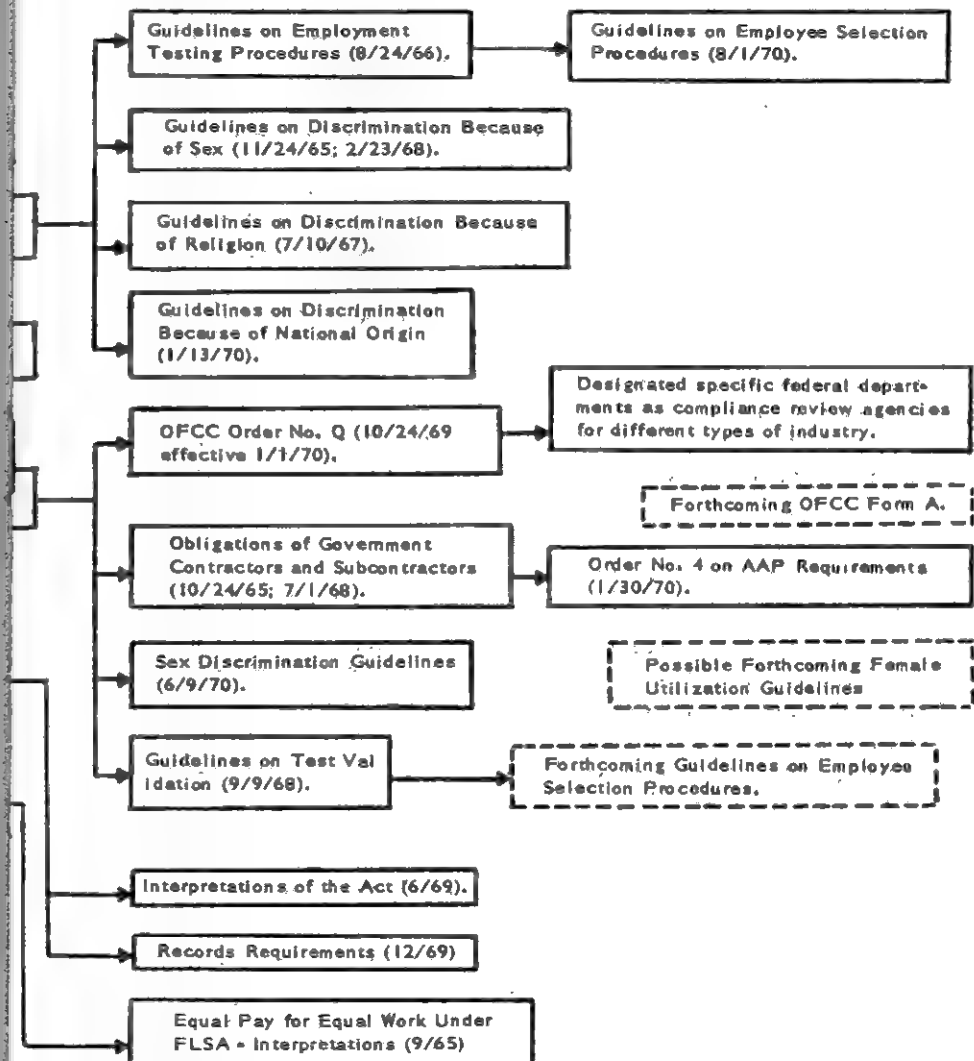 Guidelines on Employment
Testing Procedures (8/24/66).
Guidelines on Employee Selection
Procedures (8/1/70).
Guidelines on Discrimination Because
of Sex (11/24/65; 2/23/68).
Guidelines on Discrimination Because
of Religion (7/10/67).
Guidelines on Discrimination
Because of National Origin
(1/13/70).
OFCC Order No. Q (10/24/69
effective 1/1/70).
Designated specific federal depart-
ments as compliance review agencies
for different types of industry.
Forthcoming OFCC Form A.
Obligations of Government
Contractors and Subcontractors
(10/24/65; 7/1/68).
Order No. 4 on AAP Requirements
(1/30/70).
Sex Discrimination Guidelines
(6/9/70).
Possible Forthcoming Female
Utilization Guidelines
Guidelines on Test Val
idation (9/9/68).
Forthcoming Guidelines on Employee
Selection Procedures.
Interpretations of the Act (6/69).
Records Requirements (12/69)
Equal Pay for Equal Work Under
FLSA - Interpretations (9/65)